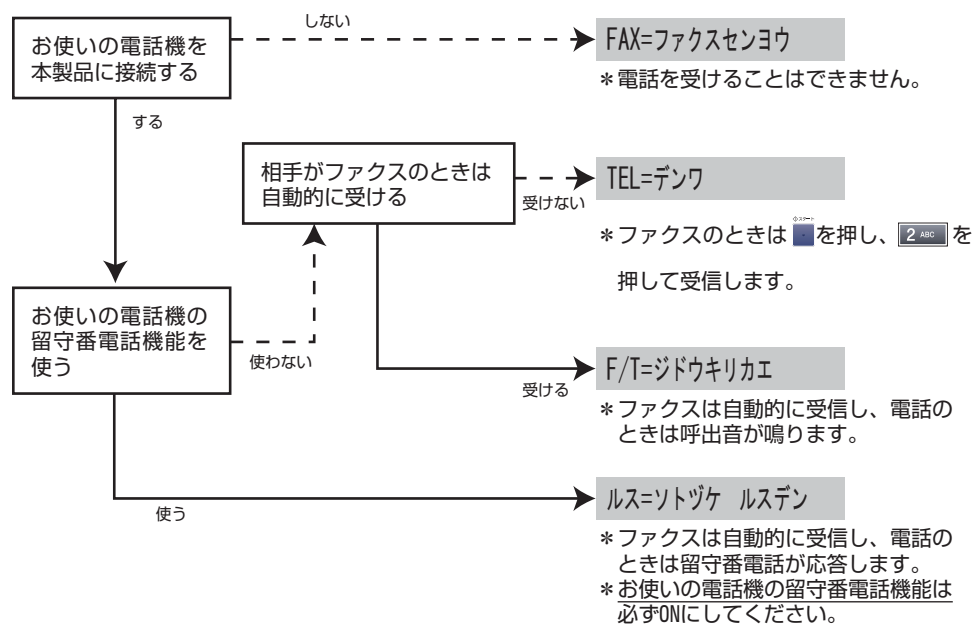 お使いの電話機を
本製品に接続する
しない
FAX=ファクスセンヨウ
＊電話を受けることはできません。
する
相手がファクスのときは
自動的に受ける
受けない
TEL=デンワ
＊ファクスのときは スタート を押し、2 ABC を
押して受信します。
お使いの電話機の
留守番電話機能を
使う
使わない
受ける
F/T=ジドウキリカエ
＊ファクスは自動的に受信し、電話の
ときは呼出音が鳴ります。
使う
ルス=ソトヅケ ルスデン
＊ファクスは自動的に受信し、電話の
ときは留守番電話が応答します。
＊お使いの電話機の留守番電話機能は
必ずONにしてください。